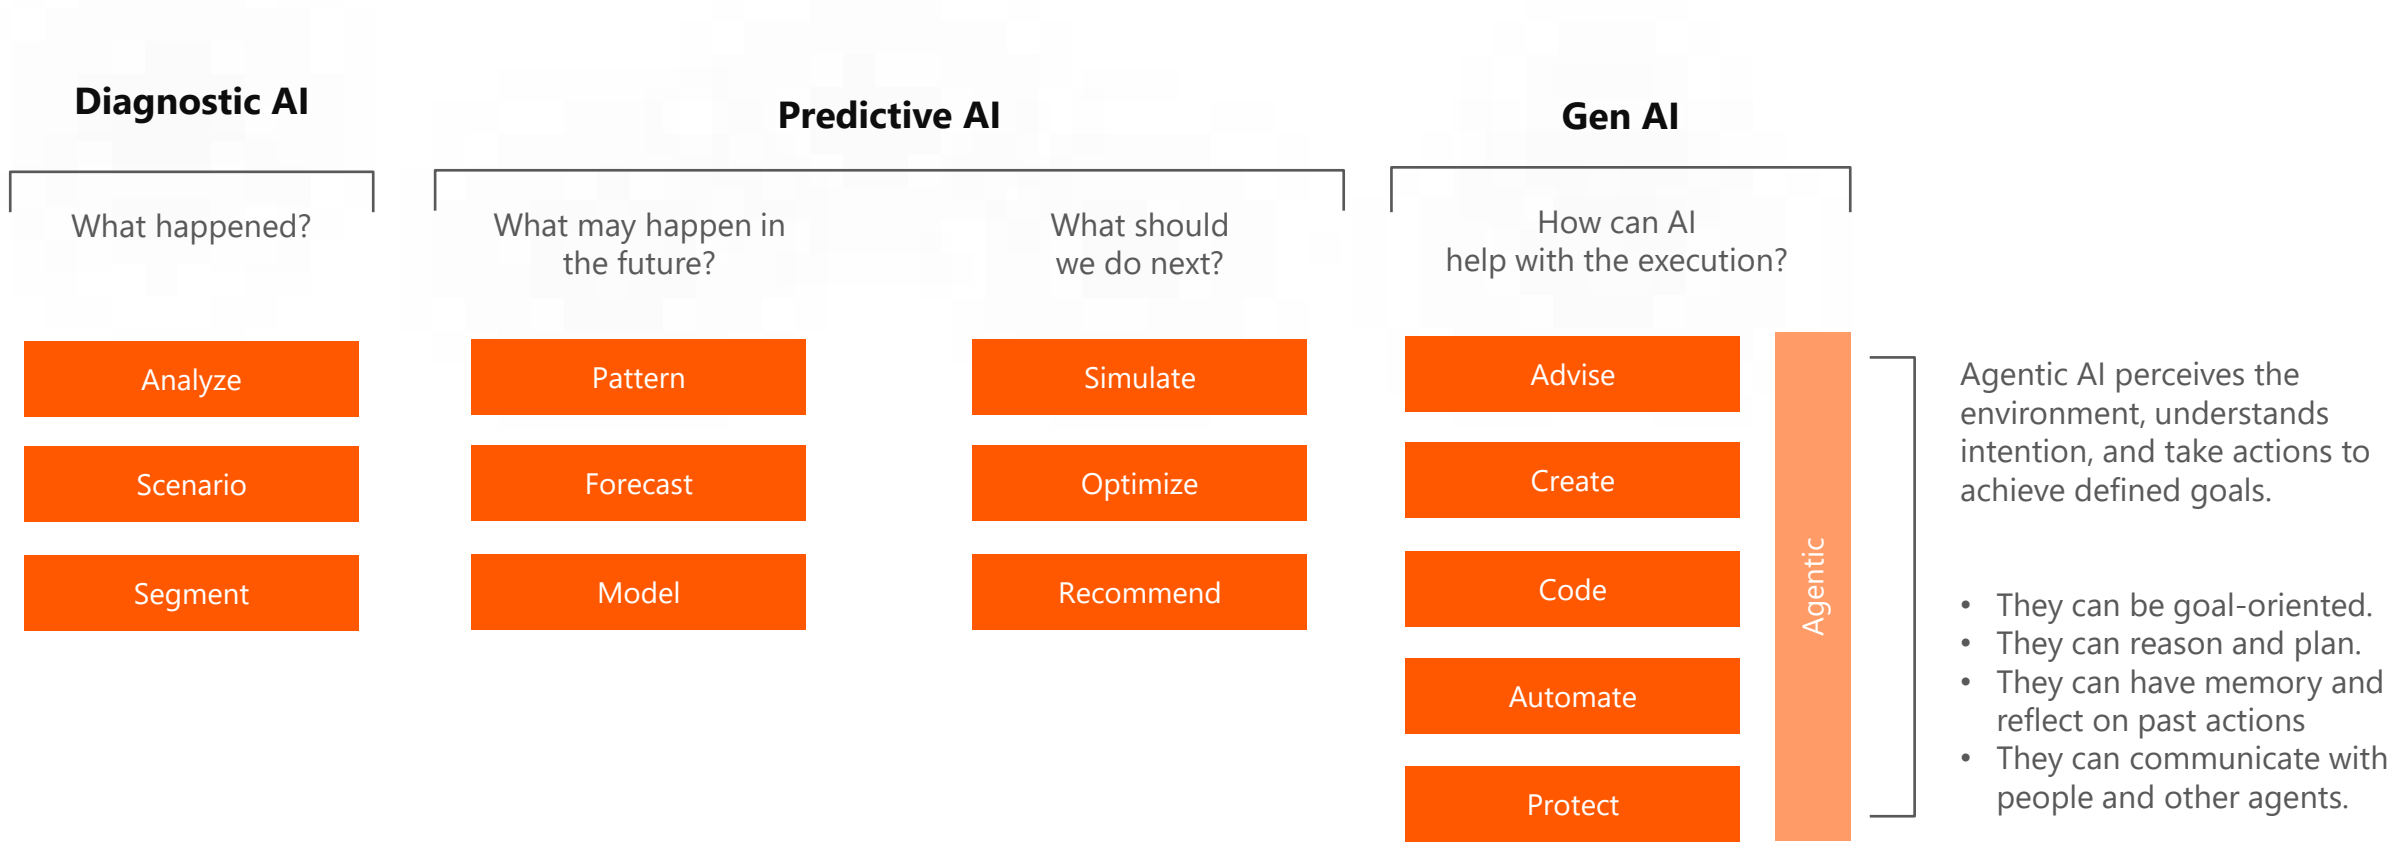 Diagnostic AI
What happened?
Analyze
Scenario
Segment
Predictive AI
What may happen in
the future?
Pattern
Forecast
Model
What should
we do next?
Simulate
Optimize
Recommend
Gen AI
How can AI
help with the execution?
Advise
Create
Code
Automate
Protect
Agentic
Agentic AI perceives the
environment, understands
intention, and take actions to
achieve defined goals.
• They can be goal-oriented.
• They can reason and plan.
• They can have memory and
reflect on past actions
• They can communicate with
people and other agents.